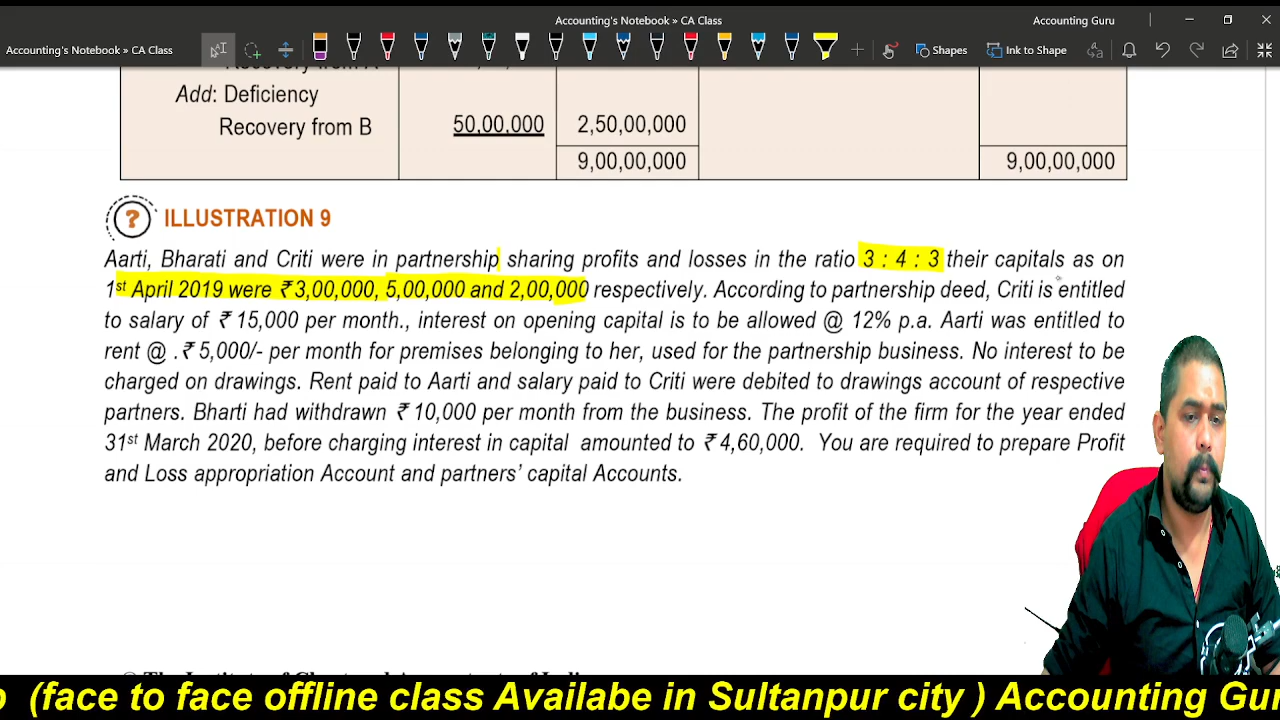 Accounting's Notebook » CA Class
Accounting Guru
Accounting's Notebook » CA Class
Shapes
Ink to Shape
Recovery from A
Add: Deficiency
Recovery from B 50,00,000 2,50,00,000
9,00,00,000 9,00,00,000
? ILLUSTRATION 9
Aarti, Bharati and Criti were in partnership sharing profits and losses in the ratio 3 : 4 : 3 their capitals as on
1st April 2019 were ₹ 3,00,000, 5,00,000 and 2,00,000 respectively. According to partnership deed, Criti is entitled
to salary of ₹ 15,000 per month., interest on opening capital is to be allowed @ 12% p.a. Aarti was entitled to
rent @ .₹ 5,000/- per month for premises belonging to her, used for the partnership business. No interest to be
charged on drawings. Rent paid to Aarti and salary paid to Criti were debited to drawings account of respective
partners. Bharti had withdrawn ₹ 10,000 per month from the business. The profit of the firm for the year ended
31st March 2020, before charging interest in capital amounted to ₹ 4,60,000. You are required to prepare Profit
and Loss appropriation Account and partners' capital Accounts.
(face to face offline class Availabe in Sultanpur city ) Accounting Gur